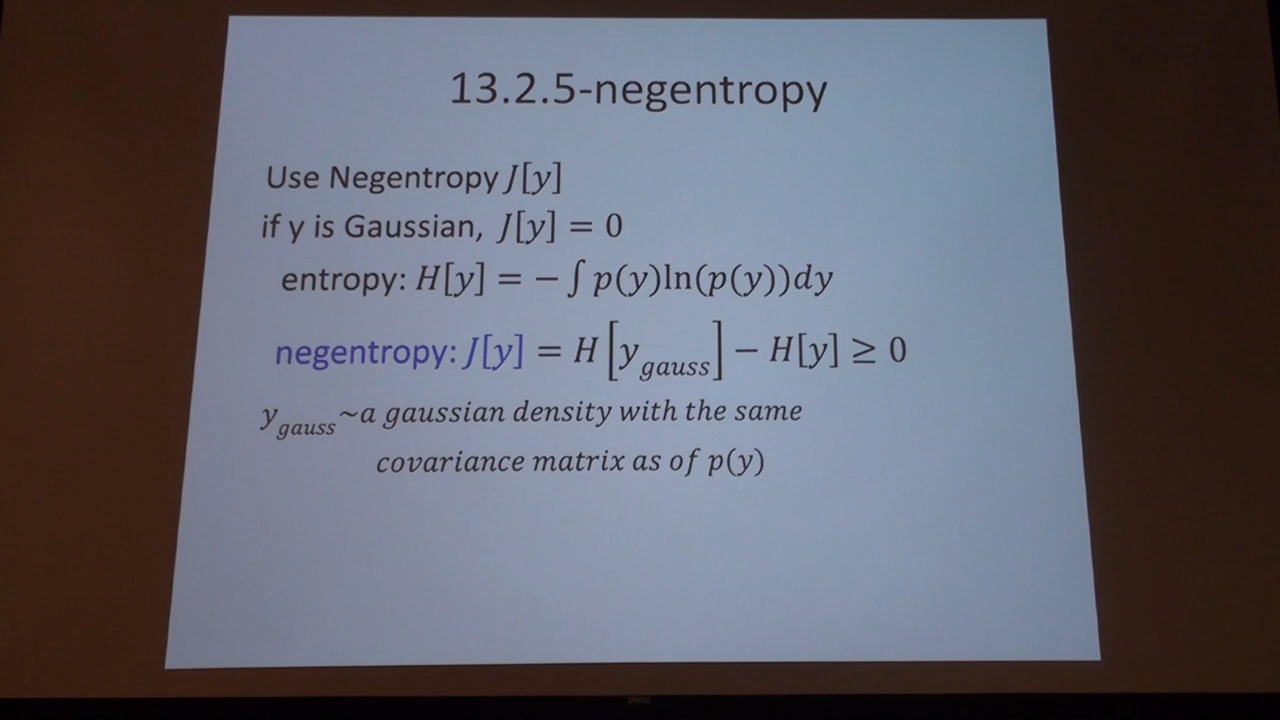 13.2.5-negentropy
Use Negentropy J[y]
if y is Gaussian, J[y] = 0
entropy: H[y] = − ∫ p(y)ln(p(y))dy
negentropy: J[y] = H[y_gauss] − H[y] ≥ 0
y_gauss ~a gaussian density with the same
covariance matrix as of p(y)